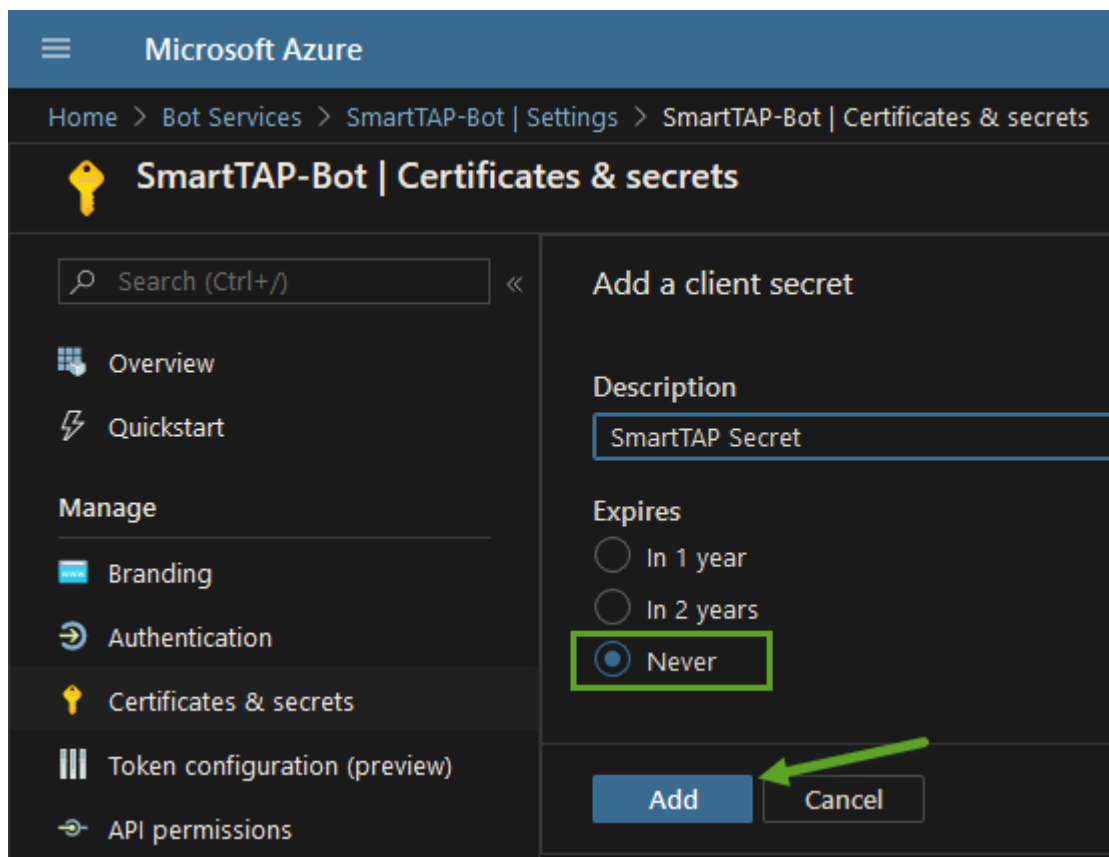 Microsoft Azure
Home > Bot Services > SmartTAP-Bot | Settings > SmartTAP-Bot | Certificates & secrets
SmartTAP-Bot | Certificates & secrets
Search (Ctrl+/)
«
Overview
Quickstart
Manage
Branding
Authentication
Certificates & secrets
Token configuration (preview)
API permissions
Add a client secret
Description
SmartTAP Secret
Expires
In 1 year
In 2 years
Never
Add
Cancel